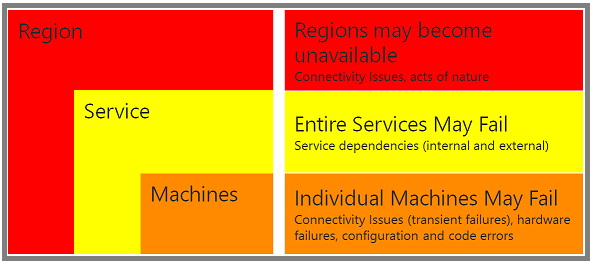 Region
Service
Machines
Regions may become
unavailable
Connectivity Issues, acts of nature
Entire Services May Fail
Service dependencies (internal and external)
Individual Machines May Fail
Connectivity Issues (transient failures), hardware
failures, configuration and code errors